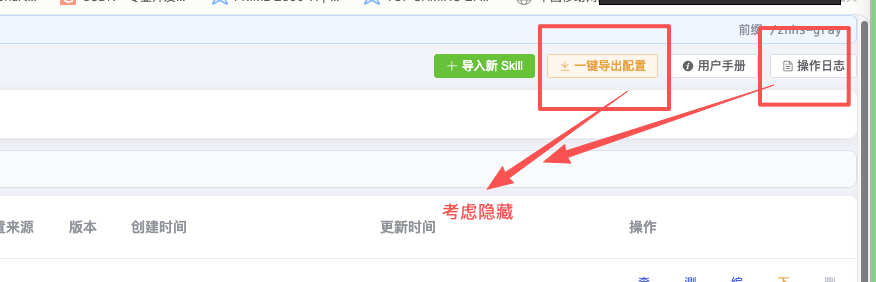 前缀 /znhs-gray
导入新 Skill
一键导出配置
用户手册
操作日志
考虑隐藏
置来源 版本 创建时间 更新时间 操作